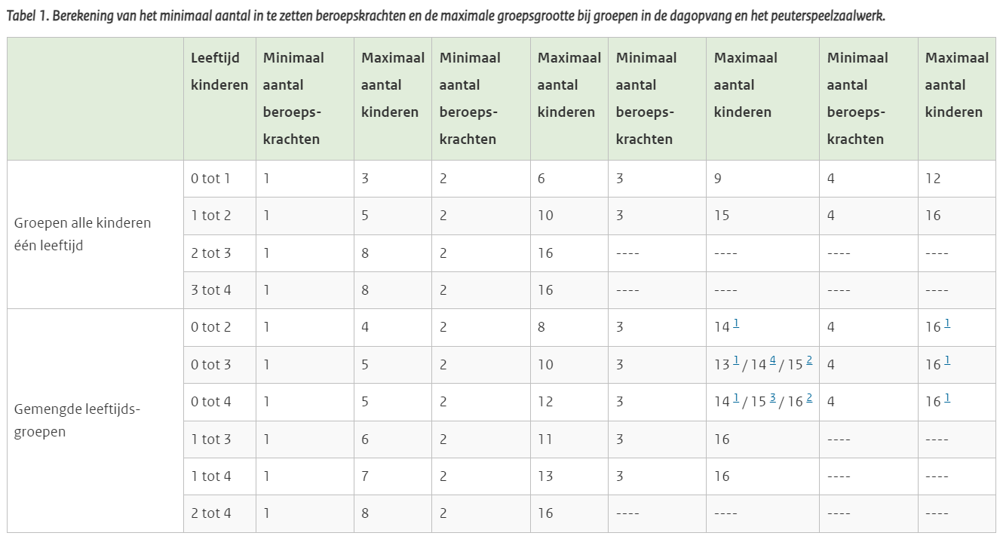 Tabel 1. Berekening van het minimaal aantal in te zetten beroepskrachten en de maximale groepsgrootte bij groepen in de dagopvang en het peuterspeelzaalwerk.
Leeftijd kinderen | Minimaal aantal beroeps-krachten | Maximaal aantal kinderen | Minimaal aantal beroeps-krachten | Maximaal aantal kinderen | Minimaal aantal beroeps-krachten | Maximaal aantal kinderen | Minimaal aantal beroeps-krachten | Maximaal aantal kinderen
Groepen alle kinderen één leeftijd
0 tot 1 | 1 | 3 | 2 | 6 | 3 | 9 | 4 | 12
1 tot 2 | 1 | 5 | 2 | 10 | 3 | 15 | 4 | 16
2 tot 3 | 1 | 8 | 2 | 16 | ---- | ---- | ---- | ----
3 tot 4 | 1 | 8 | 2 | 16 | ---- | ---- | ---- | ----
Gemengde leeftijds-groepen
0 tot 2 | 1 | 4 | 2 | 8 | 3 | 14 1 | 4 | 16 1
0 tot 3 | 1 | 5 | 2 | 10 | 3 | 13 1 / 14 4 / 15 2 | 4 | 16 1
0 tot 4 | 1 | 5 | 2 | 12 | 3 | 14 1 / 15 3 / 16 2 | 4 | 16 1
1 tot 3 | 1 | 6 | 2 | 11 | 3 | 16 | ---- | ----
1 tot 4 | 1 | 7 | 2 | 13 | 3 | 16 | ---- | ----
2 tot 4 | 1 | 8 | 2 | 16 | ---- | ---- | ---- | ----